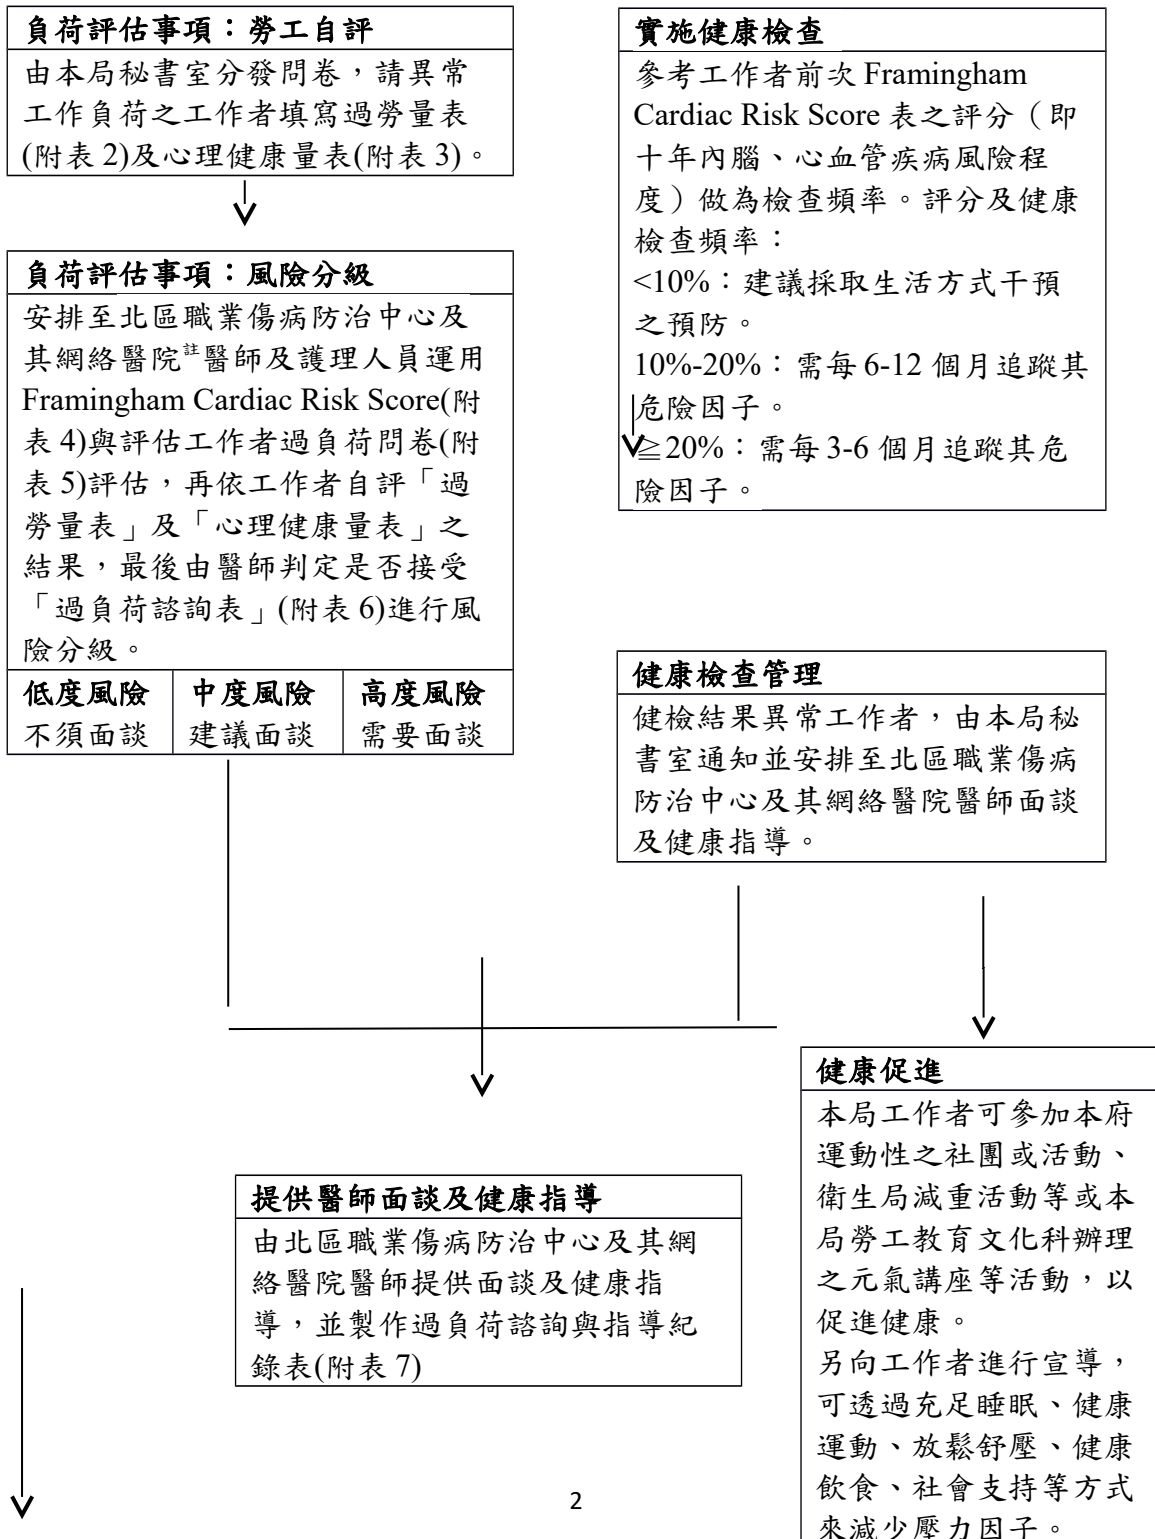 負荷評估事項：勞工自評
由本局秘書室分發問卷，請異常
工作負荷之工作者填寫過勞量表
(附表 2)及心理健康量表(附表 3)。
負荷評估事項：風險分級
安排至北區職業傷病防治中心及
其網絡醫院註醫師及護理人員運用
Framingham Cardiac Risk Score(附
表 4)與評估工作者過負荷問卷(附
表 5)評估，再依工作者自評「過
勞量表」及「心理健康量表」之
結果，最後由醫師判定是否接受
「過負荷諮詢表」(附表 6)進行風
險分級。
低度風險 中度風險 高度風險
不須面談 建議面談 需要面談
實施健康檢查
參考工作者前次 Framingham
Cardiac Risk Score 表之評分（即
十年內腦、心血管疾病風險程
度）做為檢查頻率。評分及健康
檢查頻率：
<10%：建議採取生活方式干預
之預防。
10%-20%：需每 6-12 個月追蹤其
危險因子。
≧20%：需每 3-6 個月追蹤其危
險因子。
健康檢查管理
健檢結果異常工作者，由本局秘
書室通知並安排至北區職業傷病
防治中心及其網絡醫院醫師面談
及健康指導。
提供醫師面談及健康指導
由北區職業傷病防治中心及其網
絡醫院醫師提供面談及健康指
導，並製作過負荷諮詢與指導紀
錄表(附表 7)
健康促進
本局工作者可參加本府
運動性之社團或活動、
衛生局減重活動等或本
局勞工教育文化科辦理
之元氣講座等活動，以
促進健康。
另向工作者進行宣導，
可透過充足睡眠、健康
運動、放鬆舒壓、健康
飲食、社會支持等方式
來減少壓力因子。
2